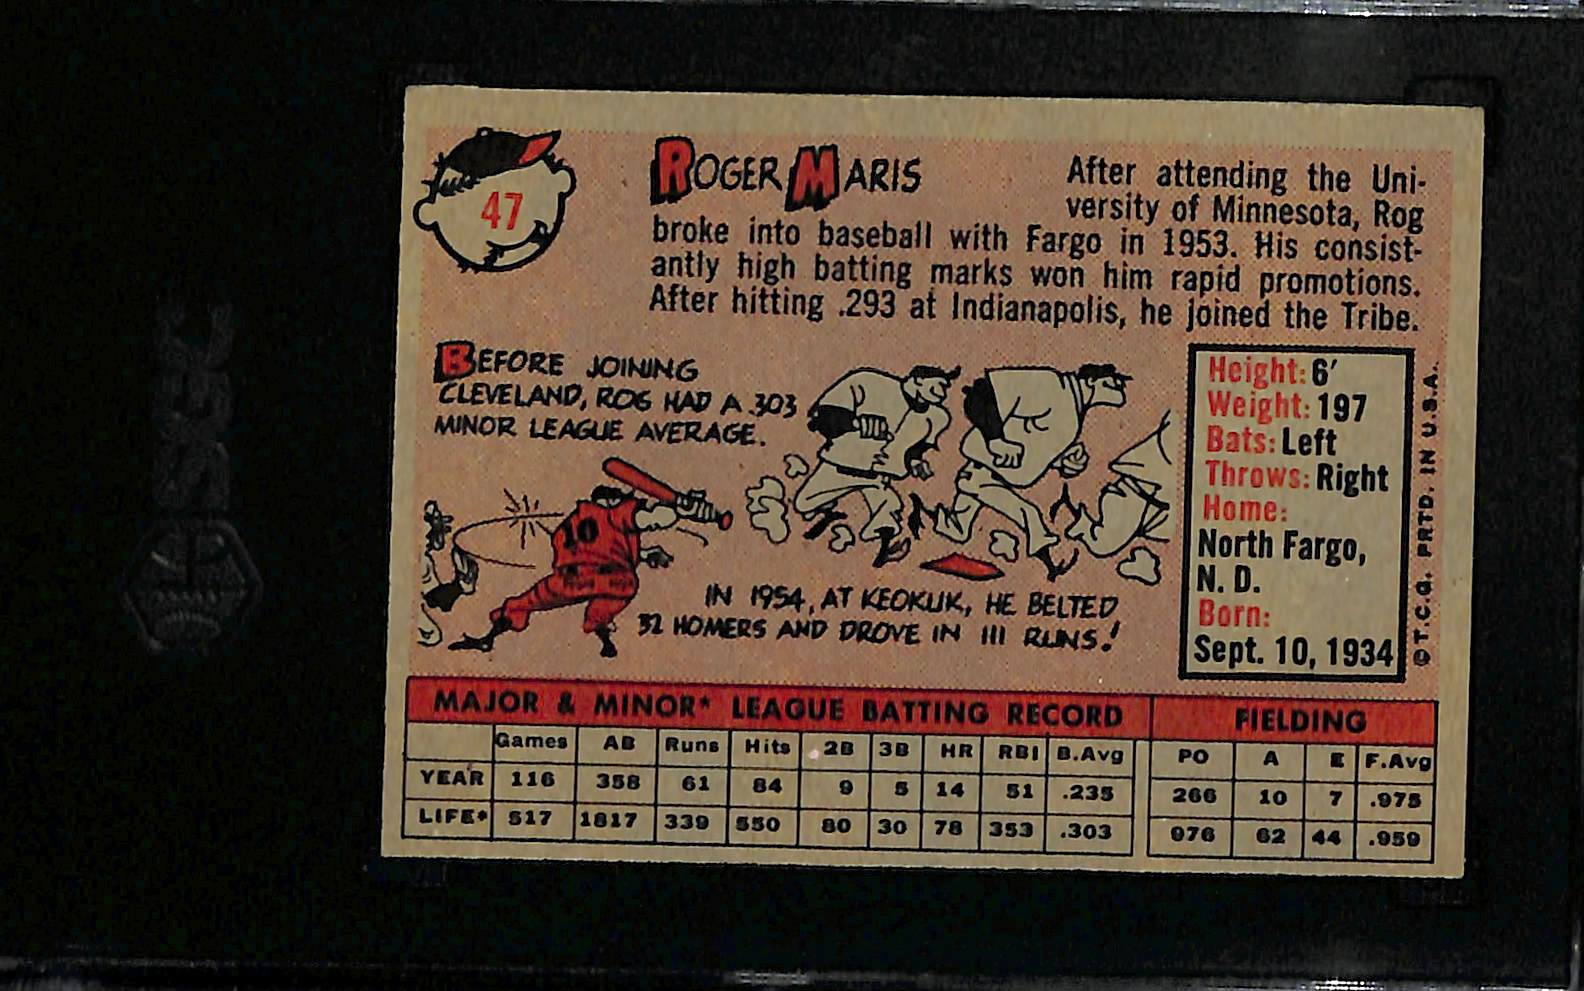 47
ROGER MARIS
After attending the Uni-
versity of Minnesota, Rog
broke into baseball with Fargo in 1953. His consist-
antly high batting marks won him rapid promotions.
After hitting .293 at Indianapolis, he joined the Tribe.
BEFORE JOINING
CLEVELAND, ROG HAD A .303
MINOR LEAGUE AVERAGE.
10
IN 1954, AT KEOKUK, HE BELTED
32 HOMERS AND DROVE IN 111 RUNS!
Height: 6'
Weight: 197
Bats: Left
Throws: Right
Home:
North Fargo,
N. D.
Born:
Sept. 10, 1934
©T.C.G. PRTD. IN U.S.A.
MAJOR & MINOR* LEAGUE BATTING RECORD FIELDING
Games AB Runs Hits 2B 3B HR RBI B.Avg PO A E F.Avg
YEAR 116 358 61 84 9 5 14 51 .235 266 10 7 .975
LIFE* 517 1817 339 550 80 30 78 353 .303 976 62 44 .959
SGC